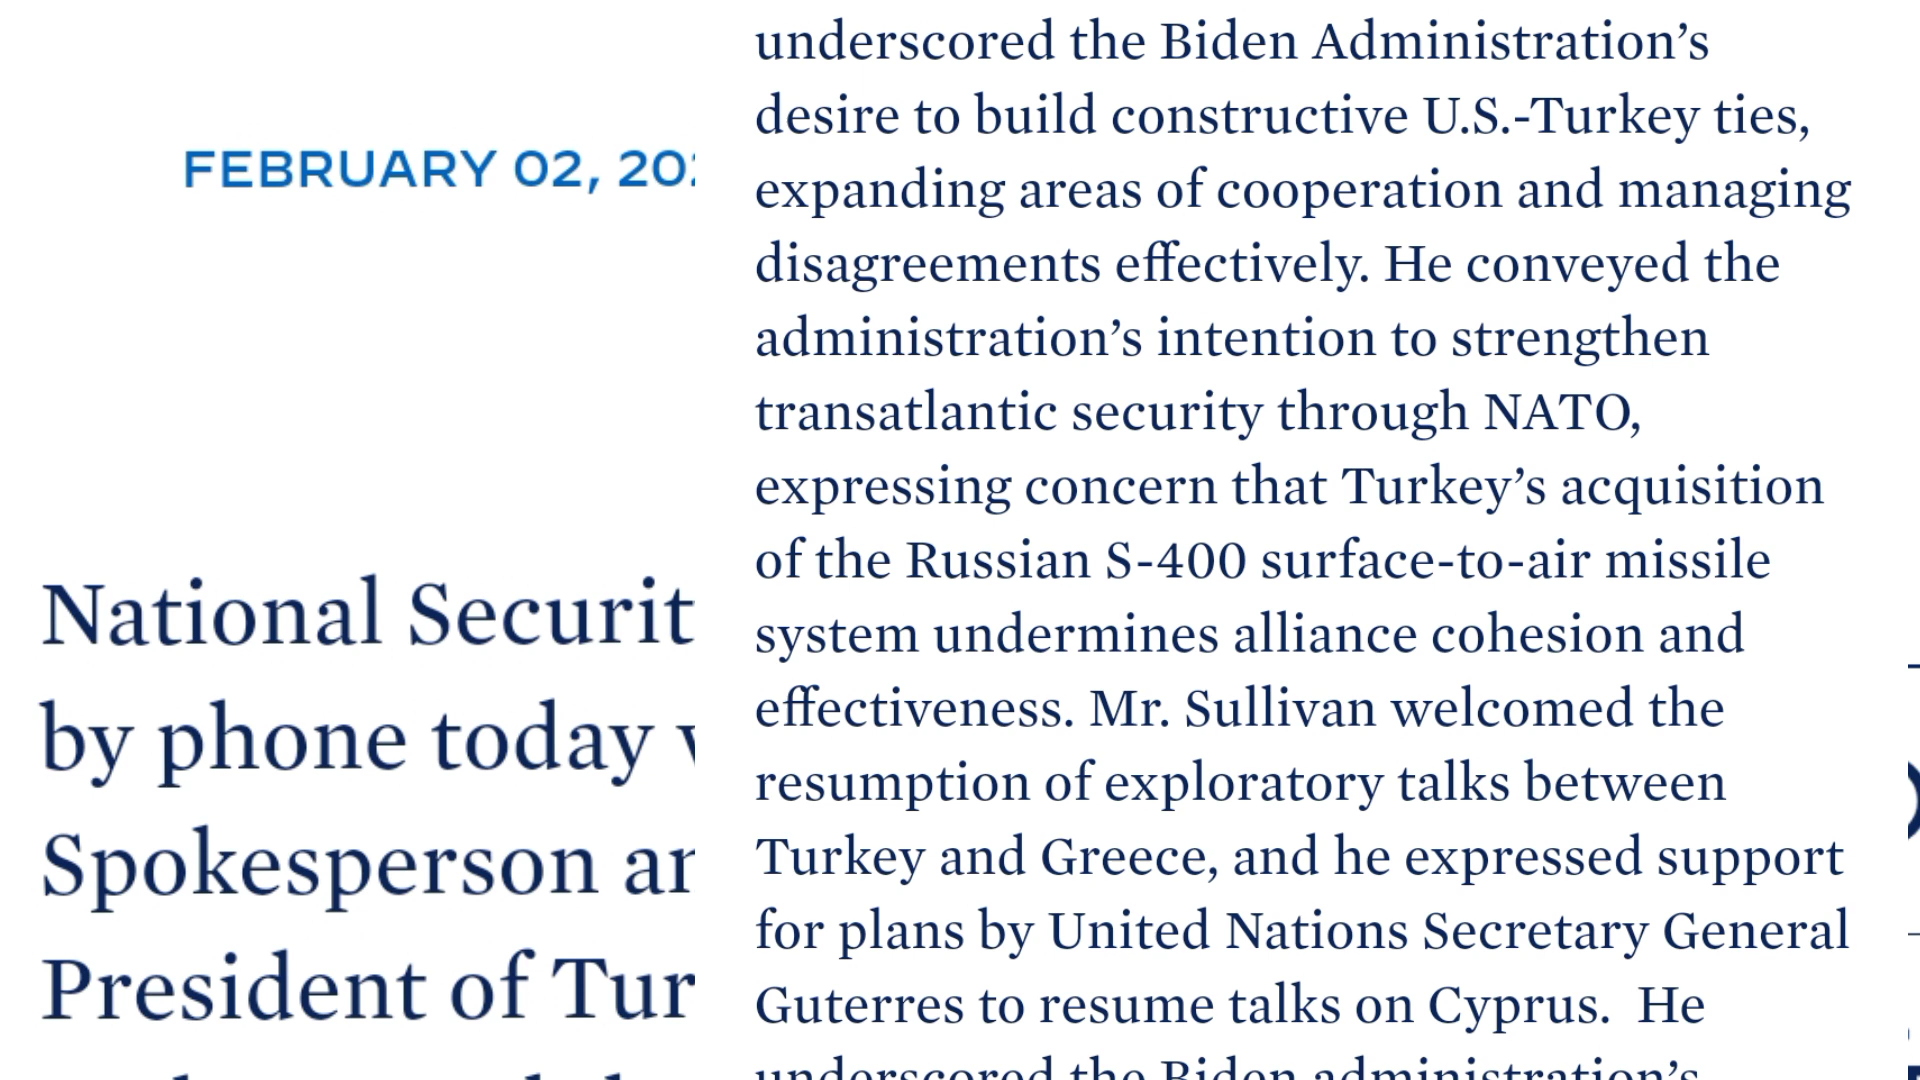 FEBRUARY 02,
National
by phone today
Spokesperson
President of
underscored the Biden Administration’s
desire to build constructive U.S.-Turkey ties,
expanding areas of cooperation and managing
disagreements effectively. He conveyed the
administration’s intention to strengthen
transatlantic security through NATO,
expressing concern that Turkey’s acquisition
of the Russian S-400 surface-to-air missile
system undermines alliance cohesion and
effectiveness. Mr. Sullivan welcomed the
resumption of exploratory talks between
Turkey and Greece, and he expressed support
for plans by United Nations Secretary General
Guterres to resume talks on Cyprus.  He
underscored the Biden administration’s